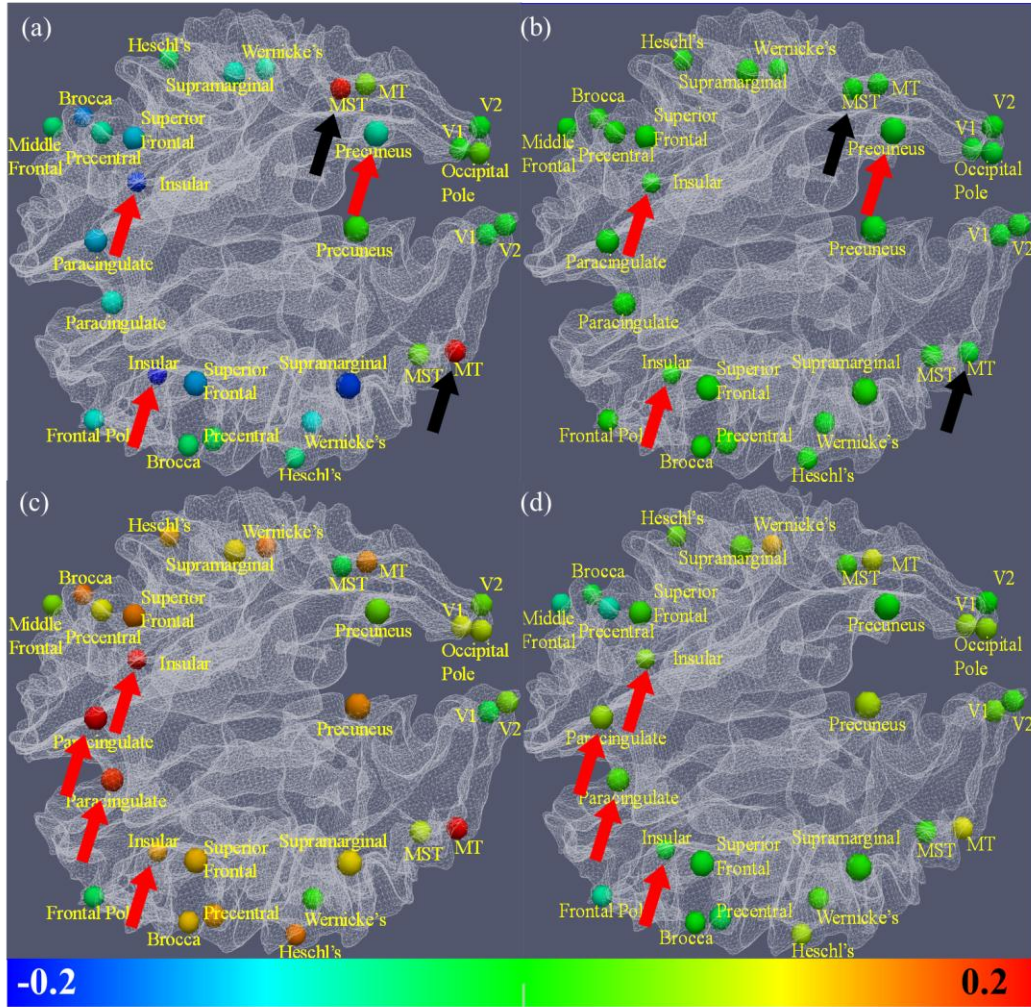 (a)
Heschl's
Wernicke's
Supramarginal
MST
MT
Brocca
Superior
Frontal
Middle
Frontal
Precentral
V2
V1
Occipital
Pole
Precuneus
Insular
Precuneus
Paracingulate
V1
V2
Paracingulate
Insular
Superior
Frontal
Supramarginal
MST
MT
Frontal Pol
Precentral
Brocca
Wernicke's
Heschl's
(b)
Heschl's
Wernicke's
Supramarginal
MST
MT
Brocca
Superior
Frontal
Middle
Frontal
Precentral
V2
V1
Occipital
Pole
Precuneus
Insular
Precuneus
Paracingulate
V1
V2
Paracingulate
Insular
Superior
Frontal
Supramarginal
MST
MT
Frontal Pol
Precentral
Brocca
Wernicke's
Heschl's
(c)
Heschl's
Wernicke's
Supramarginal
MST
MT
Brocca
Superior
Frontal
Middle
Frontal
Precentral
V2
V1
Occipital
Pole
Precuneus
Insular
Precuneus
Paracingulate
V1
V2
Paracingulate
Insular
Superior
Frontal
Supramarginal
MST
MT
Frontal Pol
Precentral
Brocca
Wernicke's
Heschl's
(d)
Heschl's
Wernicke's
Supramarginal
MST
MT
Brocca
Superior
Frontal
Middle
Frontal
Precentral
V2
V1
Occipital
Pole
Precuneus
Insular
Precuneus
Paracingulate
V1
V2
Paracingulate
Insular
Superior
Frontal
Supramarginal
MST
MT
Frontal Pol
Precentral
Brocca
Wernicke's
Heschl's
-0.2
0.2